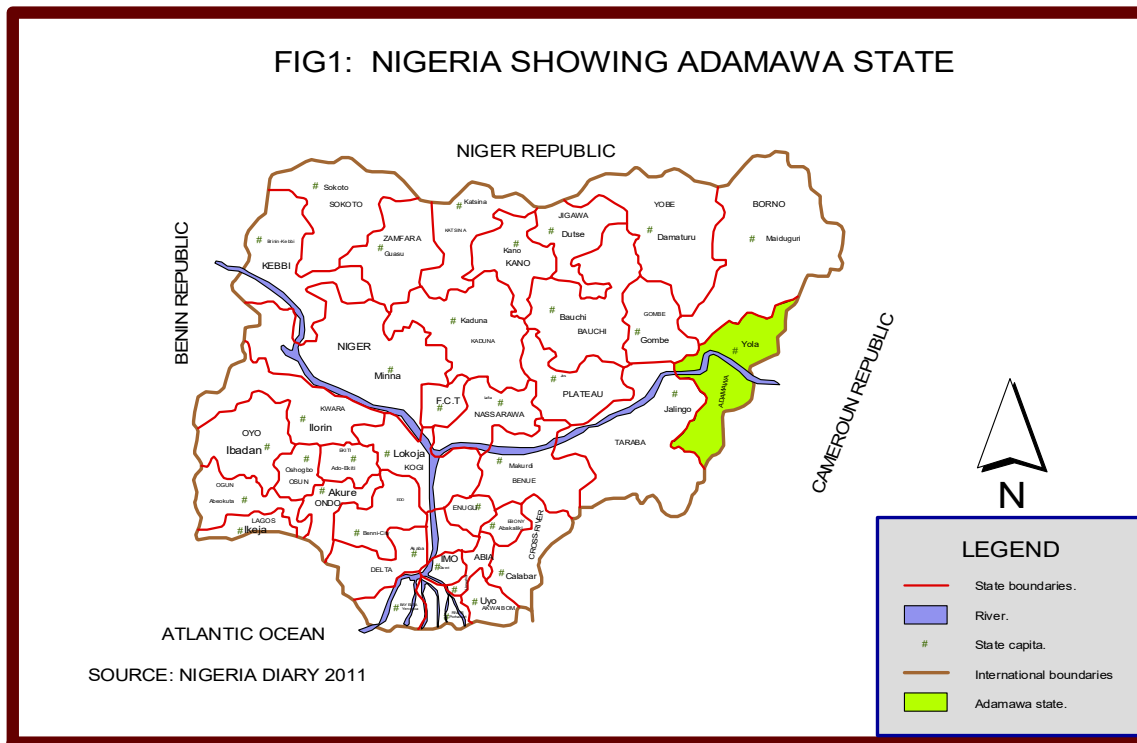 FIG1: NIGERIA SHOWING ADAMAWA STATE
NIGER REPUBLIC
BENIN REPUBLIC
CAMEROUN REPUBLIC
ATLANTIC OCEAN
# Sokoto
SOKOTO
# Katsina
KATSINA
JIGAWA
# Dutse
YOBE
# Damaturu
BORNO
# Maiduguri
KEBBI
ZAMFARA
# Guasu
# Kano
KANO
# Kaduna
KADUNA
# Bauchi
BAUCHI
GOMBE
# Gombe
# Yola
ADAMAWA
NIGER
# Minna
F.C.T
#
# NASSARAWA
# Jos
PLATEAU
# Jalingo
TARABA
KWARA
# Ilorin
OYO
# Ibadan
# Oshogbo
OSUN
EKITI
# Ado-Ekiti
# Lokoja
KOGI
# Makurdi
BENUE
OGUN
# Abeokuta
# Akure
ONDO
LAGOS
# Ikeja
DELTA
ENUGU #
EBONY
# Abakaliki
CROSS-RIVER
IMO
ABIA
# Calabar
# Uyo
AKWAIBOM
N
LEGEND
State boundaries.
River.
# State capita.
International boundaries
Adamawa state.
SOURCE: NIGERIA DIARY 2011